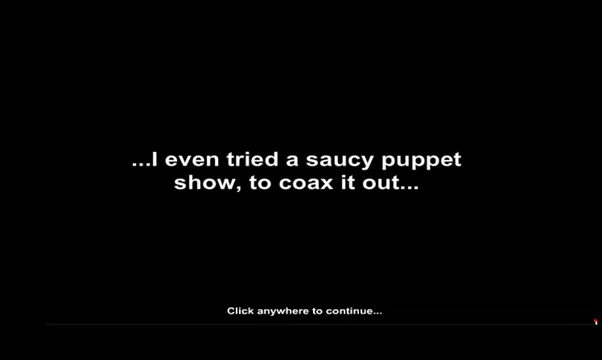 ...I even tried a saucy puppet
show, to coax it out...
Click anywhere to continue...